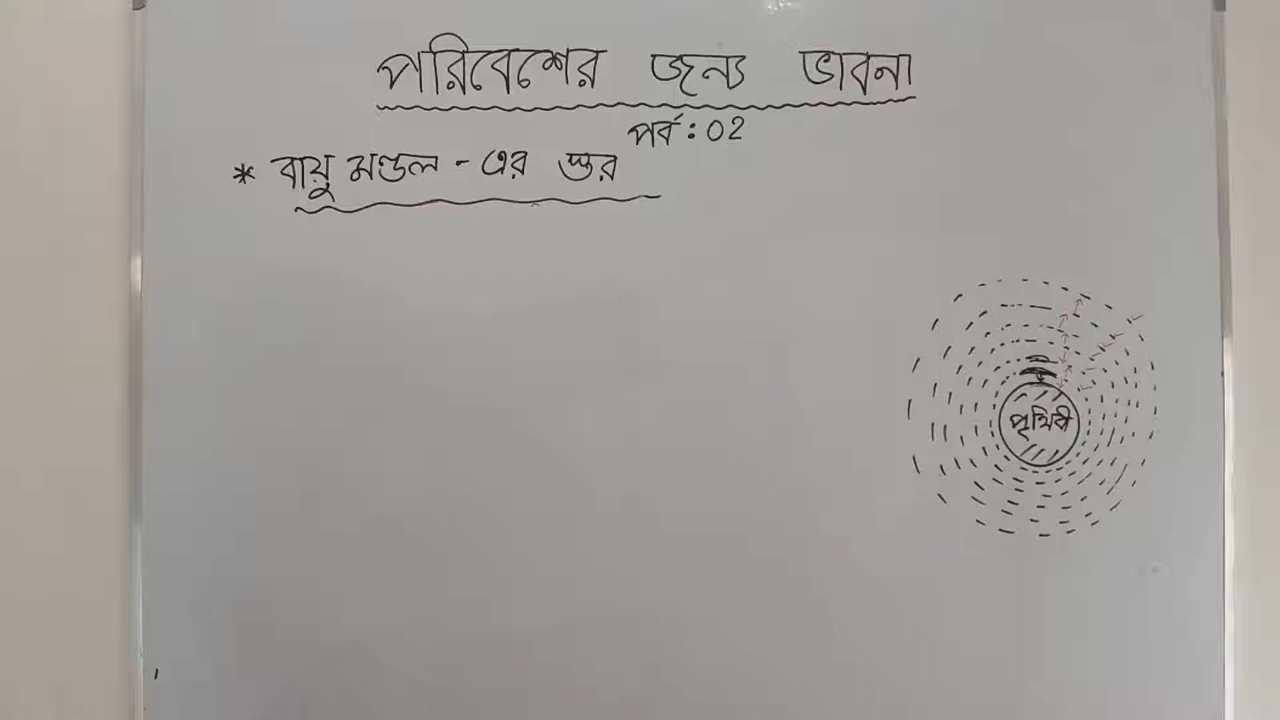 পরিবেশের জন্য ভাবনা
পর্ব : 02
* বায়ু মণ্ডল - এর স্তর
পৃথিবী